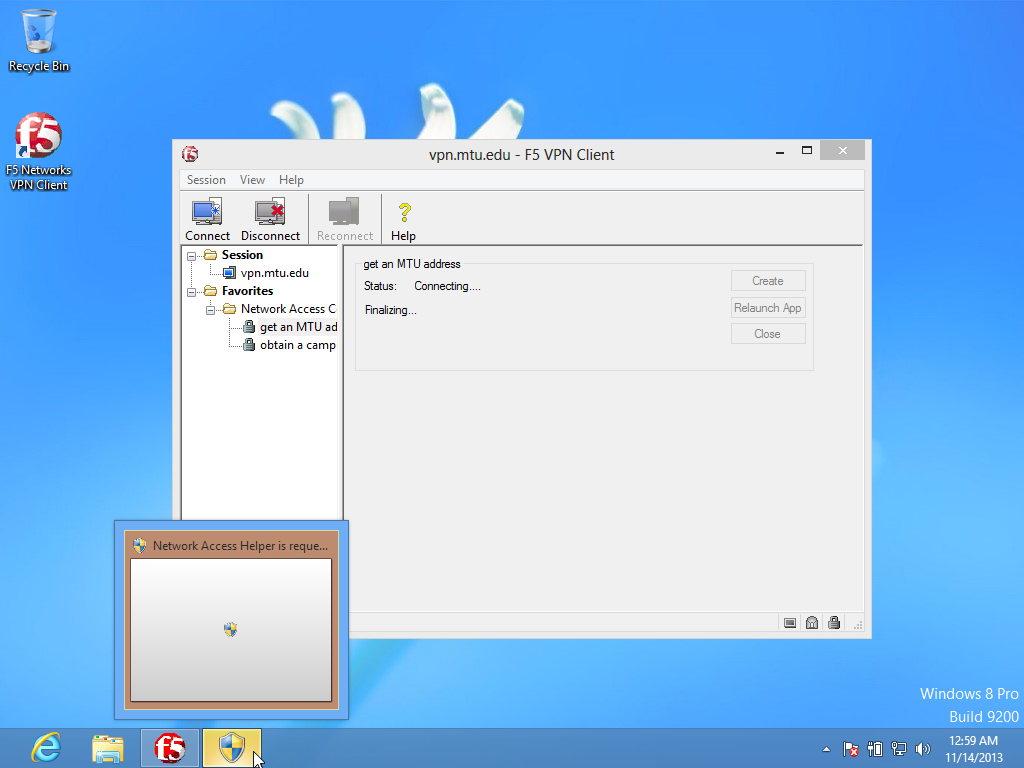 Recycle Bin
f5
F5 Networks
VPN Client
f5
vpn.mtu.edu - F5 VPN Client
Session View Help
Connect Disconnect Reconnect Help
Session
vpn.mtu.edu
Favorites
Network Access C
get an MTU ad
obtain a camp
get an MTU address
Status: Connecting....
Finalizing...
Create
Relaunch App
Close
Network Access Helper is reque...
Windows 8 Pro
Build 9200
f5
12:59 AM
11/14/2013